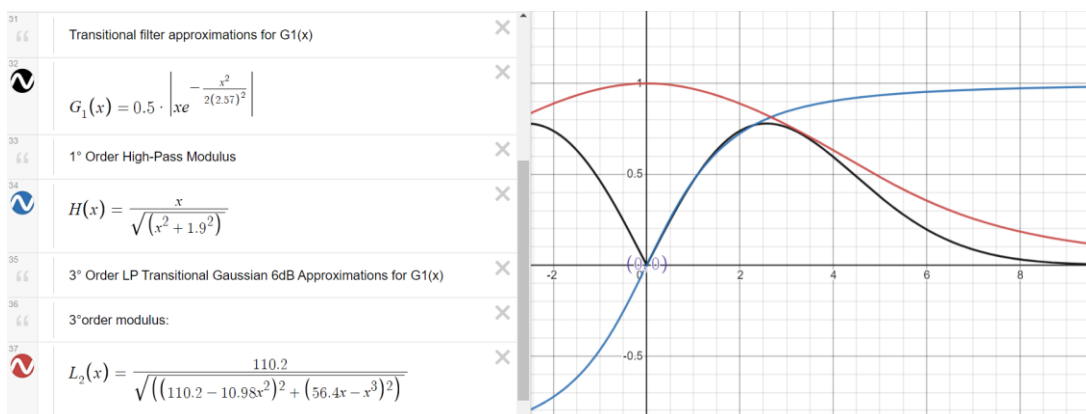 31
Transitional filter approximations for G1(x)
32
G₁(x) = 0.5 · |xe^(-x²/(2(2.57)²))|
33
1° Order High-Pass Modulus
34
H(x) = x/√((x² + 1.9²))
35
3° Order LP Transitional Gaussian 6dB Approximations for G1(x)
36
3°order modulus:
37
L₂(x) = 110.2/√(((110.2 − 10.98x²)² + (56.4x − x³)²))
1
0.5
(0, 0)
-2 0 2 4 6 8
-0.5